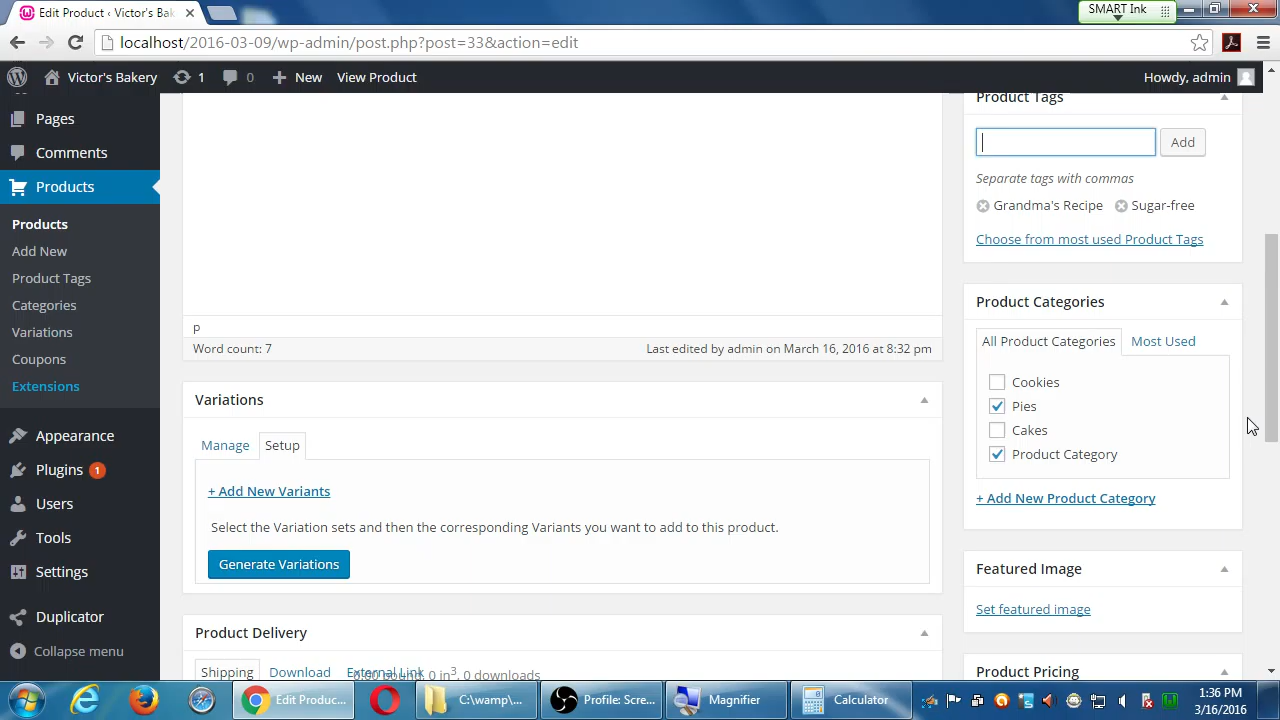 Edit Product ‹ Victor's Bak
SMART Ink
localhost/2016-03-09/wp-admin/post.php?post=33&action=edit
Victor's Bakery 1 0 New View Product Howdy, admin
Pages
Comments
Products
Products
Add New
Product Tags
Categories
Variations
Coupons
Extensions
Appearance
Plugins 1
Users
Tools
Settings
Duplicator
Collapse menu
p
Word count: 7 Last edited by admin on March 16, 2016 at 8:32 pm
Variations
Manage Setup
+ Add New Variants
Select the Variation sets and then the corresponding Variants you want to add to this product.
Generate Variations
Product Delivery
Shipping Download External Link
0.00 pound, 0 in³, 0 downloads
Product Tags
Add
Separate tags with commas
Grandma's Recipe Sugar-free
Choose from most used Product Tags
Product Categories
All Product Categories Most Used
Cookies
Pies
Cakes
Product Category
+ Add New Product Category
Featured Image
Set featured image
Product Pricing
Edit Produc... C:\wamp\... Profile: Scre... Magnifier Calculator
1:36 PM
3/16/2016